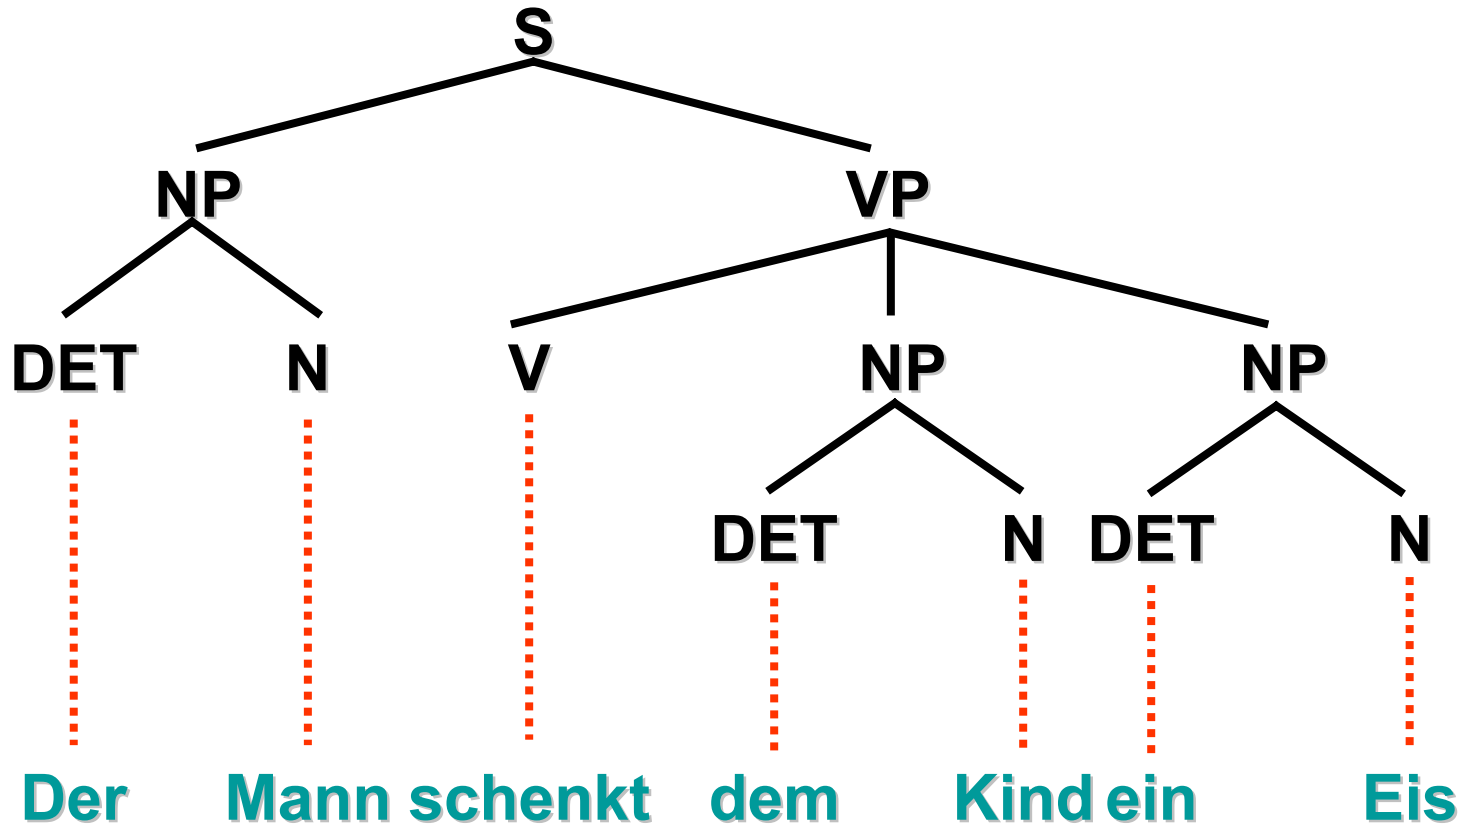 S
NP VP
DET N V NP NP
DET N DET N
Der Mann schenkt dem Kind ein Eis